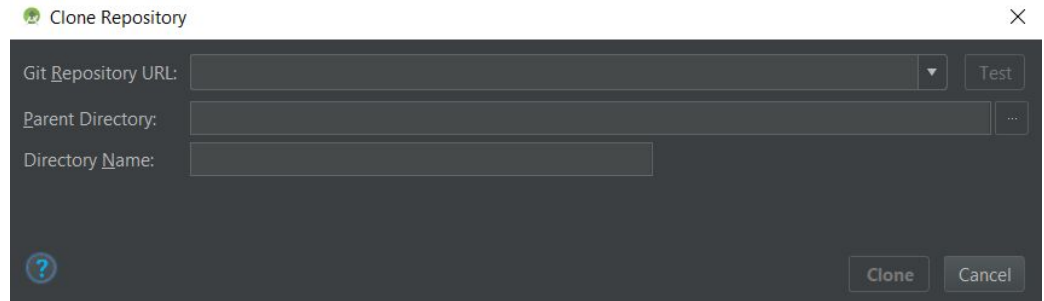 Clone Repository
Git Repository URL:
Test
Parent Directory:
...
Directory Name:
?
Clone
Cancel